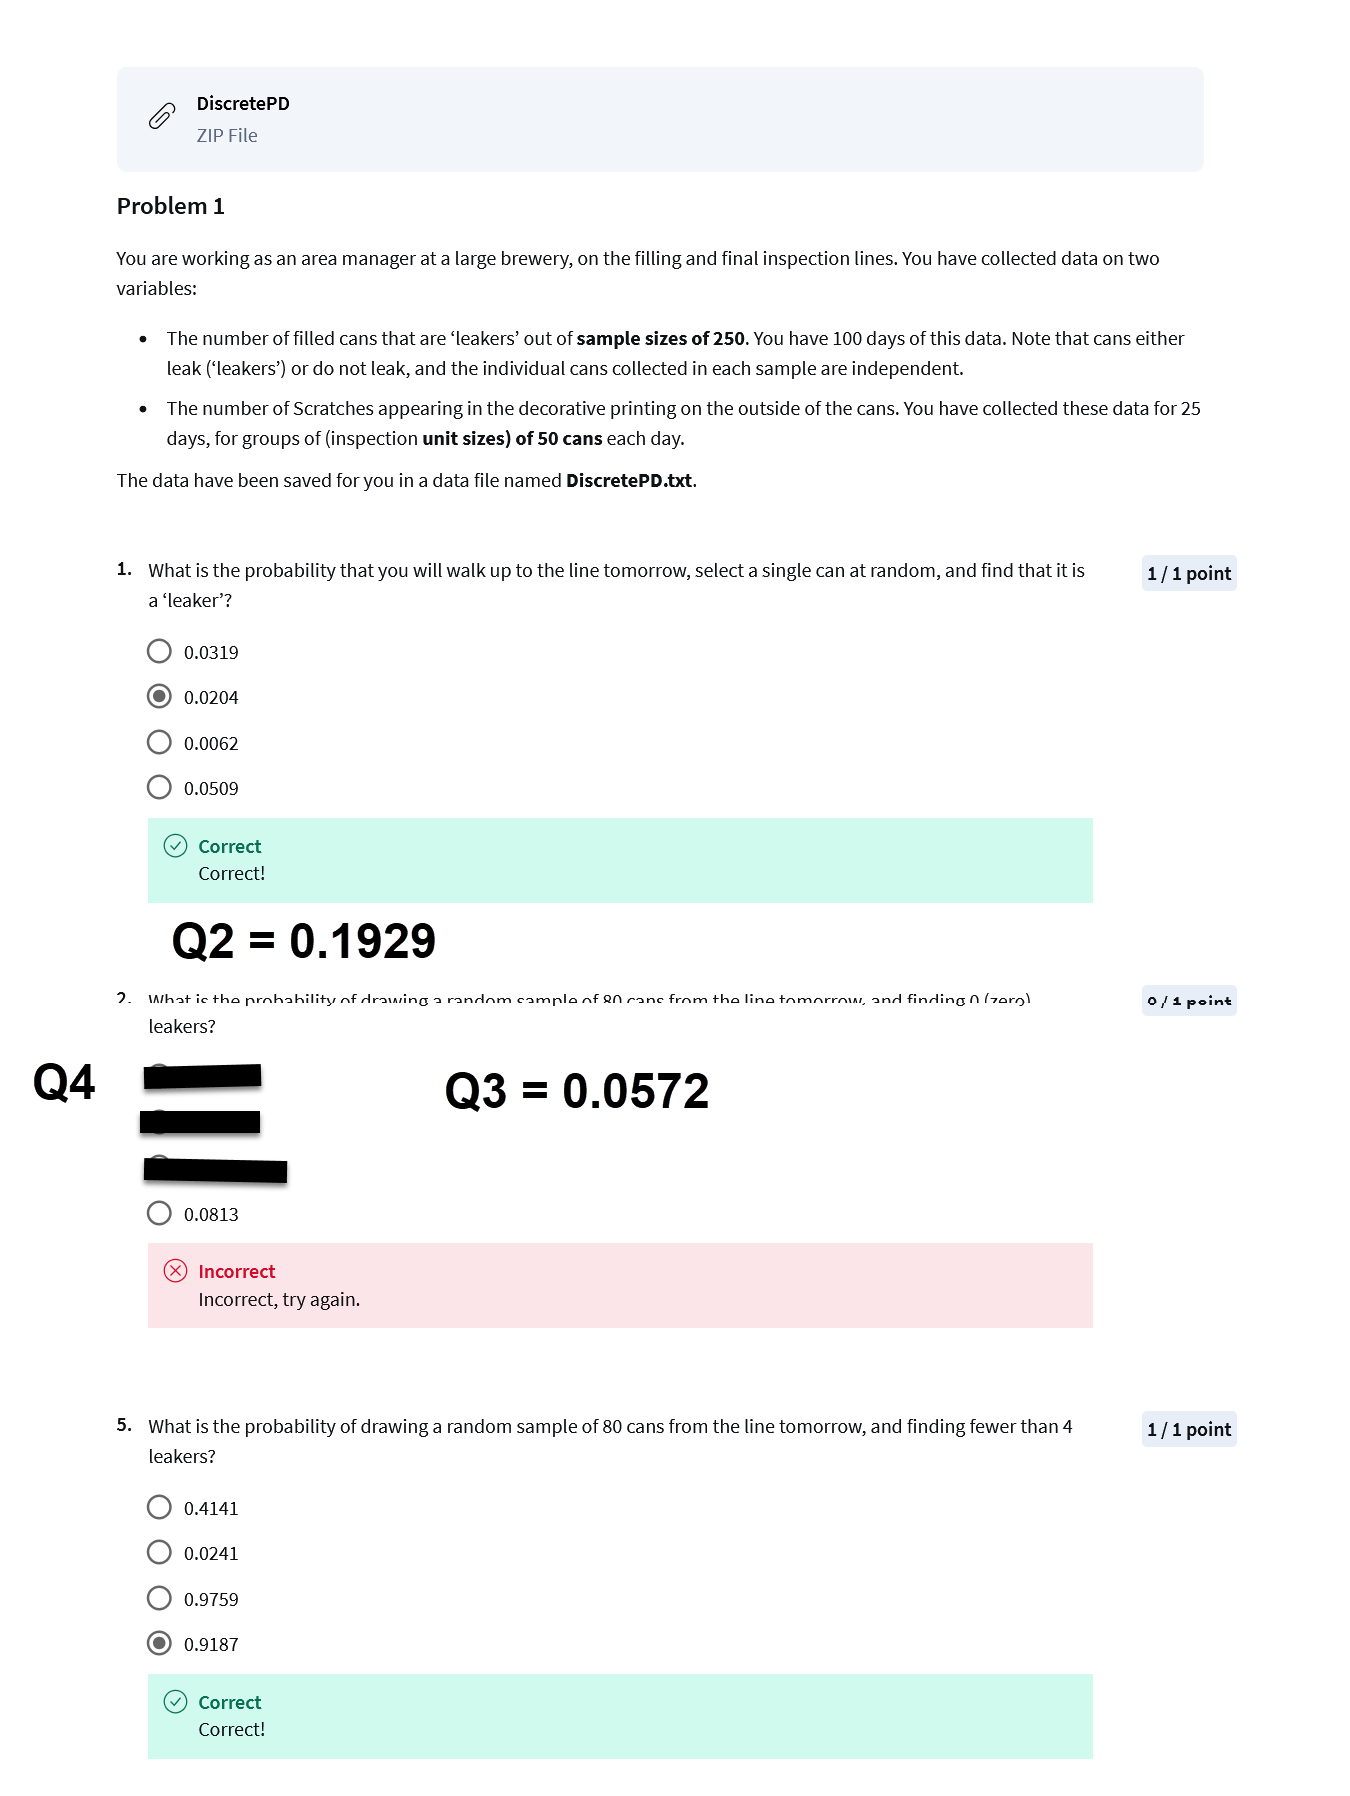 DiscretePD
ZIP File
Problem 1
You are working as an area manager at a large brewery, on the filling and final inspection lines. You have collected data on two
variables:
• The number of filled cans that are ‘leakers’ out of sample sizes of 250. You have 100 days of this data. Note that cans either
leak (‘leakers’) or do not leak, and the individual cans collected in each sample are independent.
• The number of Scratches appearing in the decorative printing on the outside of the cans. You have collected these data for 25
days, for groups of (inspection unit sizes) of 50 cans each day.
The data have been saved for you in a data file named DiscretePD.txt.
1. What is the probability that you will walk up to the line tomorrow, select a single can at random, and find that it is
a ‘leaker’?
1 / 1 point
0.0319
0.0204
0.0062
0.0509
Correct
Correct!
Q2 = 0.1929
2. What is the probability of drawing a random sample of 80 cans from the line tomorrow, and finding 0 (zero)
leakers?
0 / 1 point
Q4
Q3 = 0.0572
0.0813
Incorrect
Incorrect, try again.
5. What is the probability of drawing a random sample of 80 cans from the line tomorrow, and finding fewer than 4
leakers?
1 / 1 point
0.4141
0.0241
0.9759
0.9187
Correct
Correct!